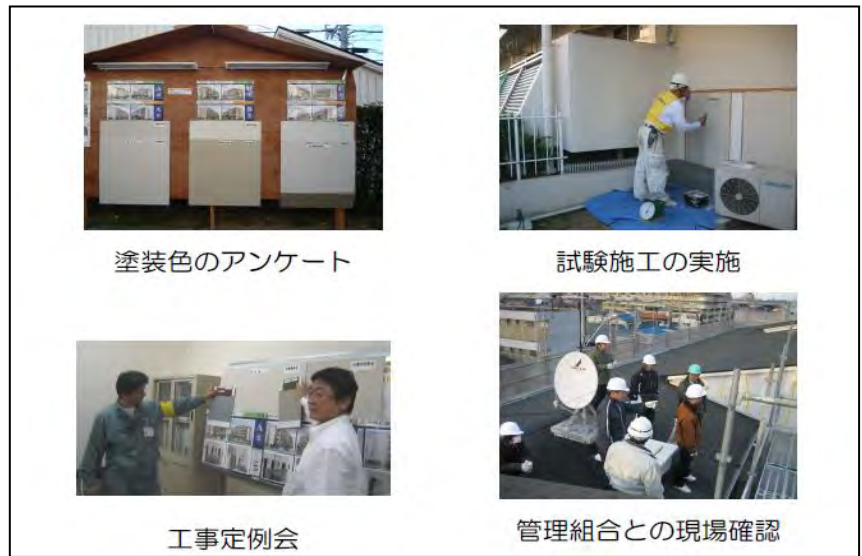 塗装色のアンケート
試験施工の実施
工事定例会
管理組合との現場確認